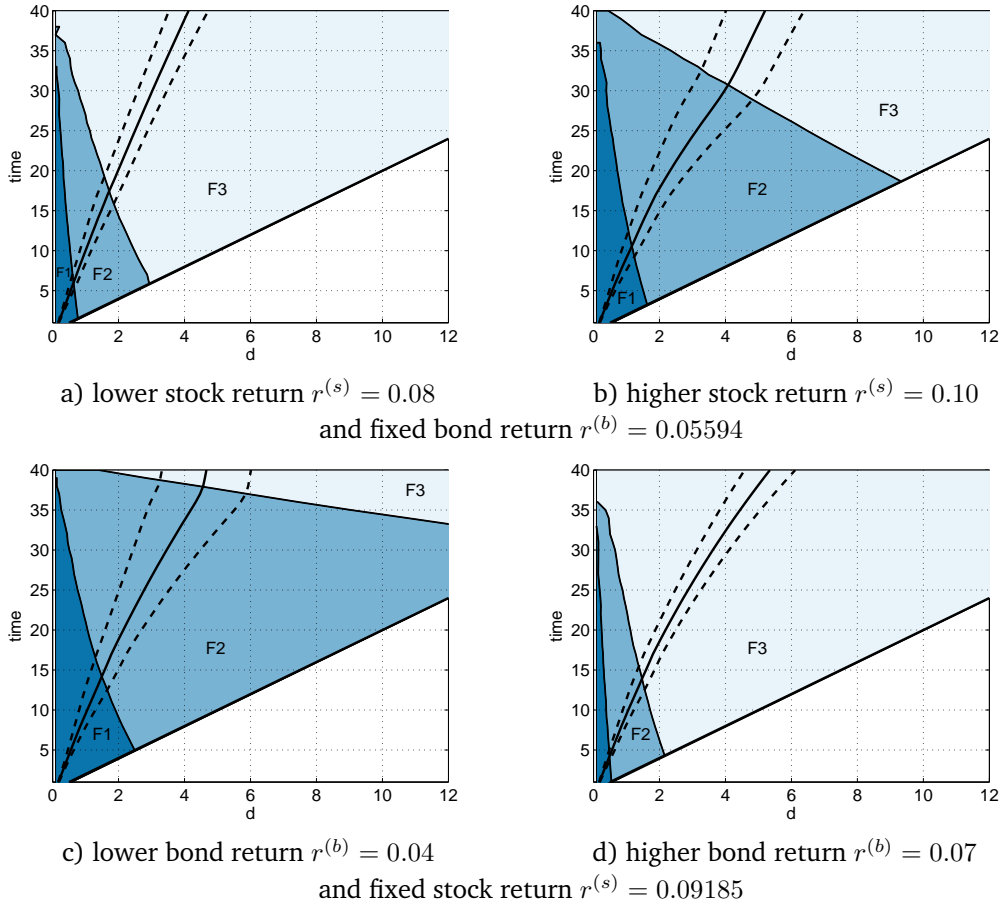 40
35
30
25
20
15
10
5
time
F1
F2
F3
0 2 4 6 8 10 12
d
40
35
30
25
20
15
10
5
time
F1
F2
F3
0 2 4 6 8 10 12
d
a) lower stock return r^(s) = 0.08
b) higher stock return r^(s) = 0.10
and fixed bond return r^(b) = 0.05594
40
35
30
25
20
15
10
5
time
F1
F2
F3
0 2 4 6 8 10 12
d
40
35
30
25
20
15
10
5
time
F2
F3
0 2 4 6 8 10 12
d
c) lower bond return r^(b) = 0.04
d) higher bond return r^(b) = 0.07
and fixed stock return r^(s) = 0.09185